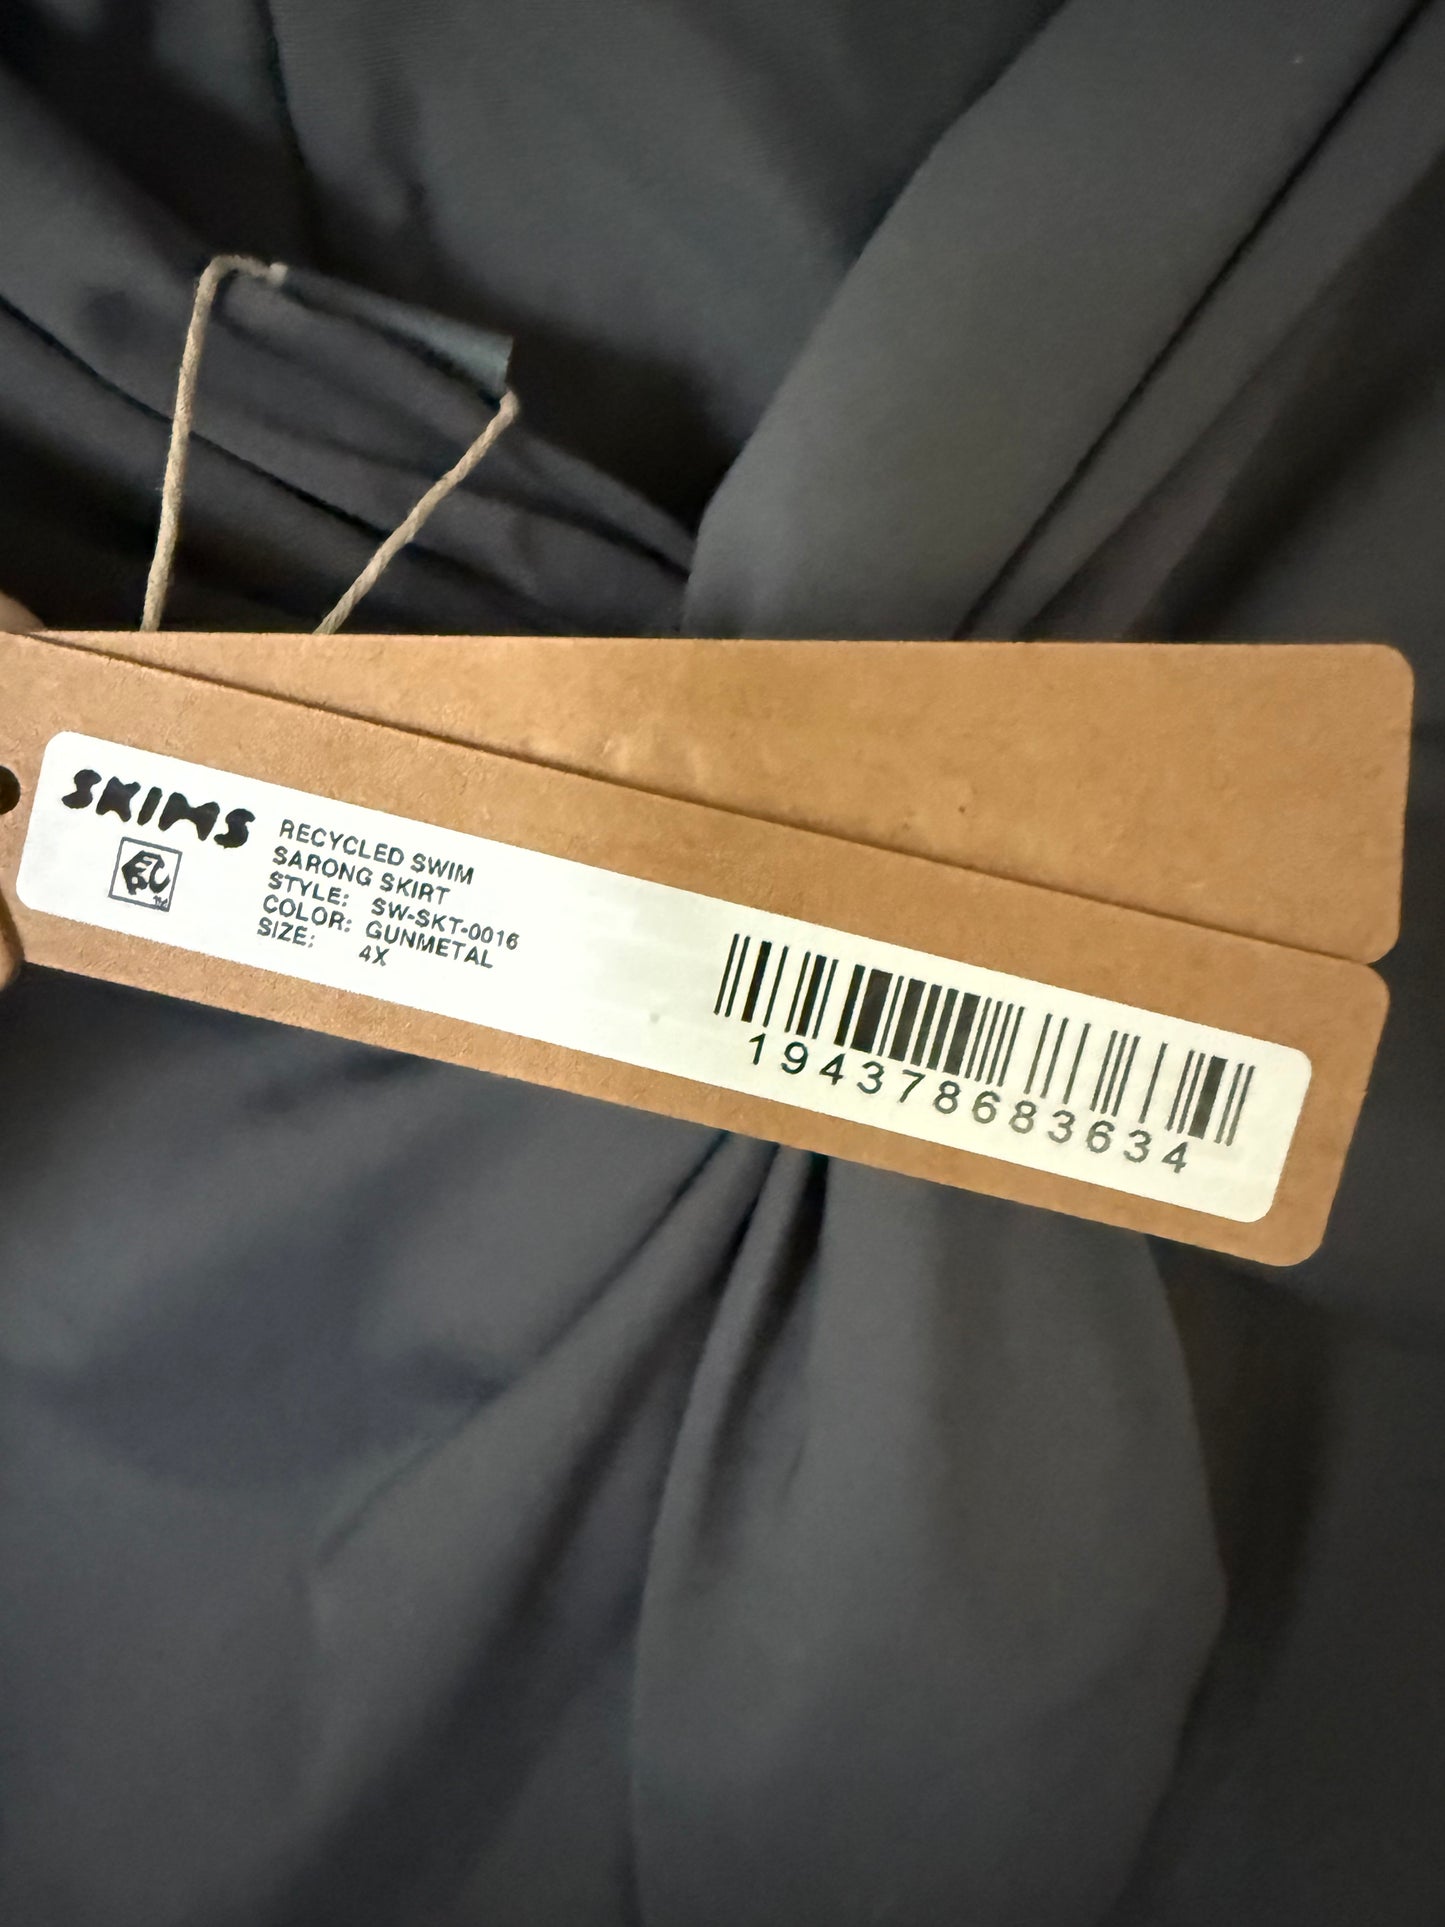 SKIMS
RECYCLED SWIM
SARONG SKIRT
STYLE: SW-SKT-0016
COLOR: GUNMETAL
SIZE: 4X
194378683634